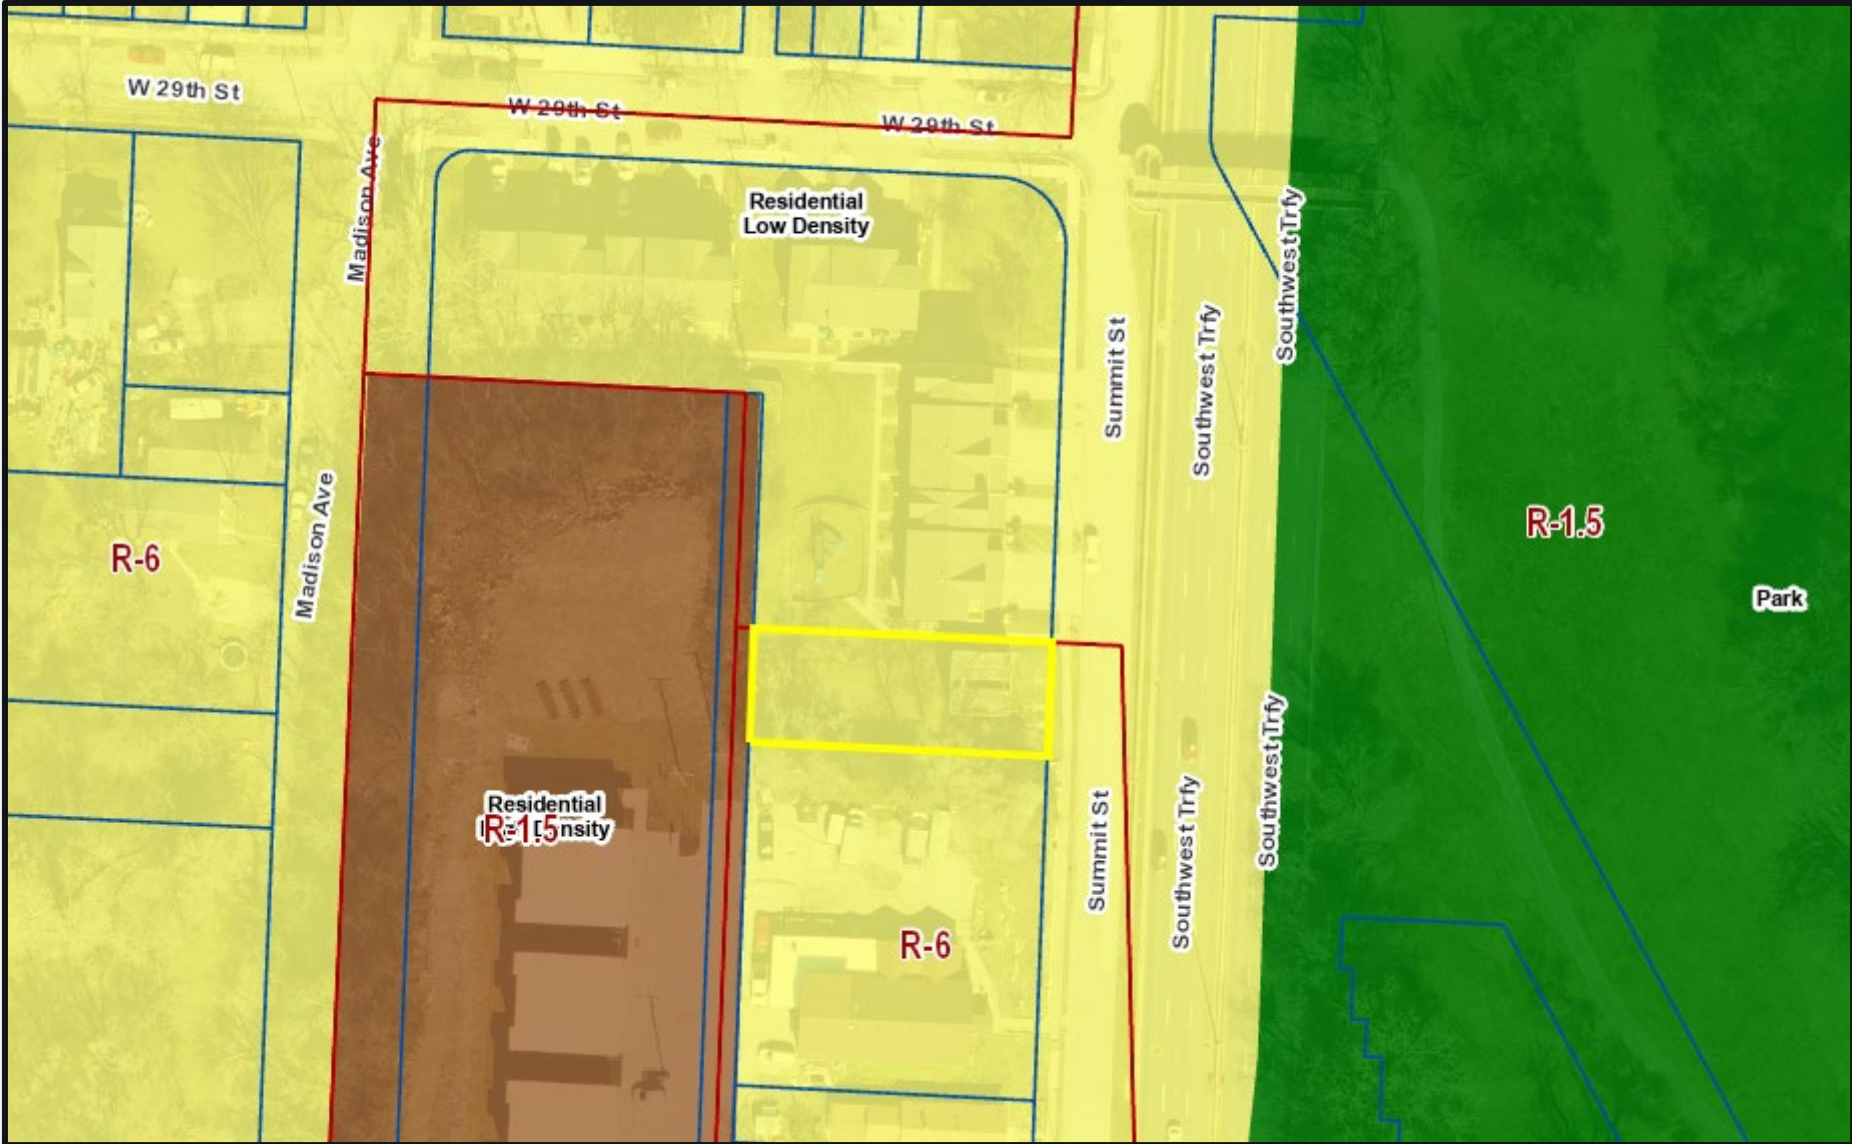 W 29th St
W 29th St
W 29th St
Madison Ave
Residential
Low Density
Southwest Trfy
Summit St
Southwest Trfy
R-1.5
R-6
Madison Ave
Park
Southwest Trfy
Residential
R-1.5
Summit St
Southwest Trfy
R-6